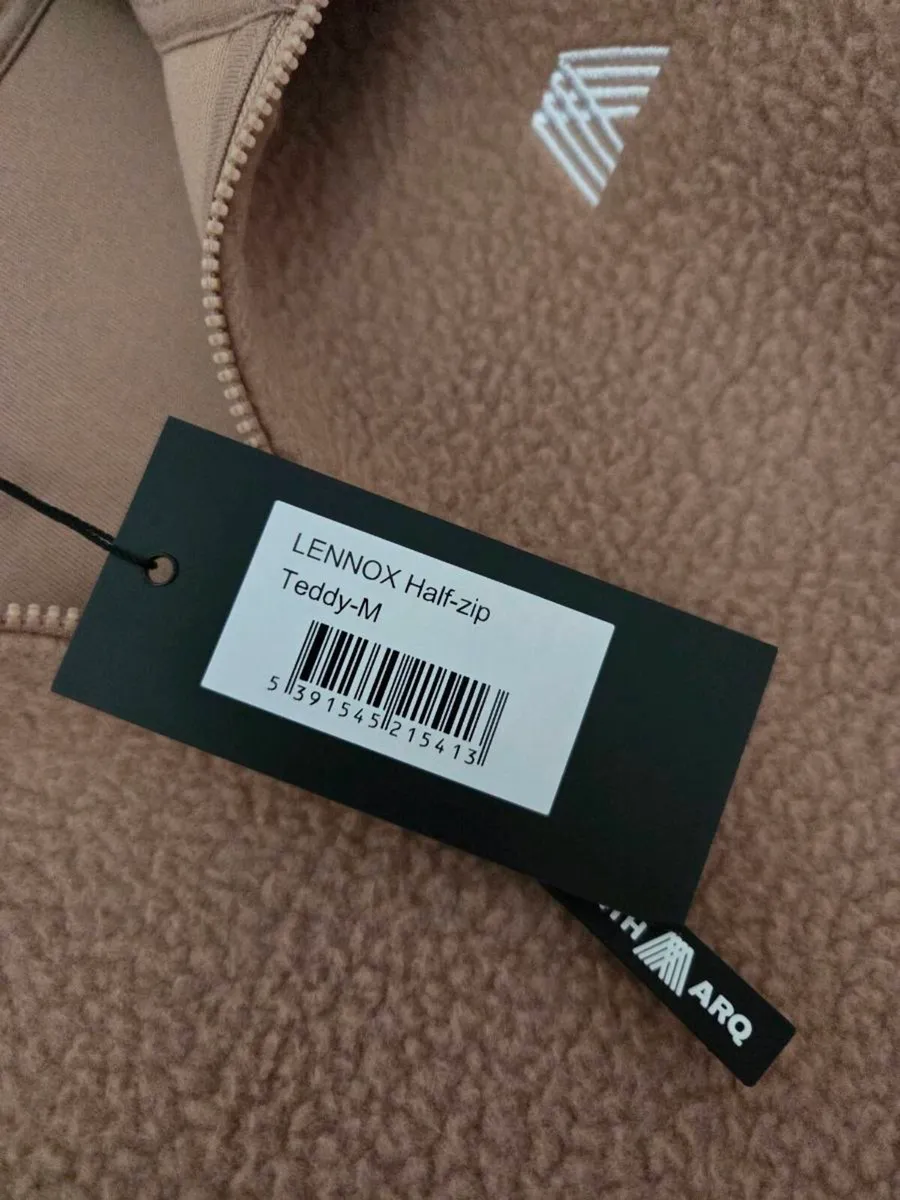 LENNOX Half-zip
Teddy-M
5 391545 215413
ARQ